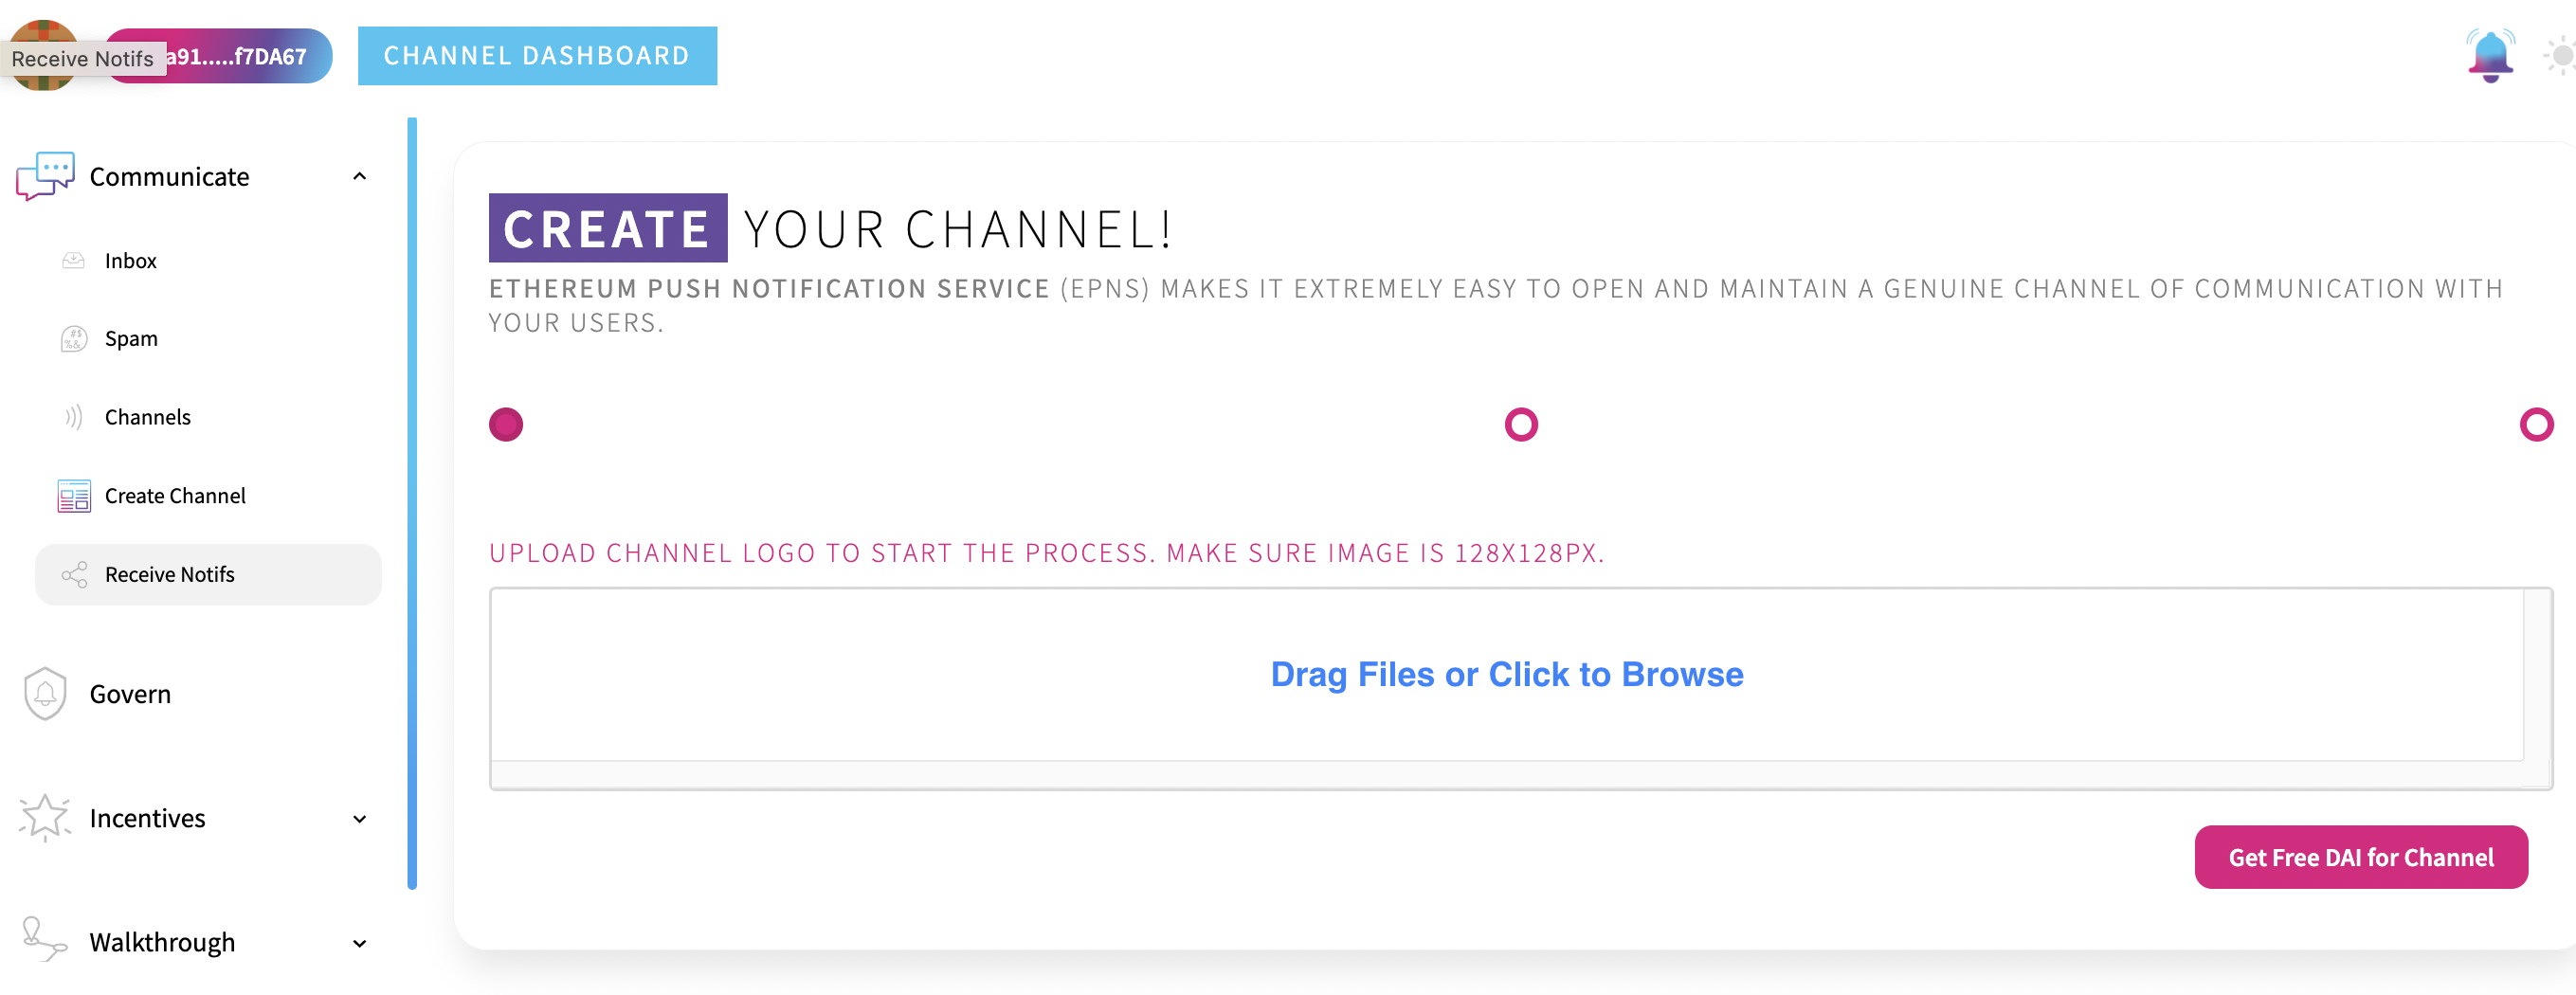 Receive Notifs
a91.....f7DA67
CHANNEL DASHBOARD
Communicate
Inbox
Spam
Channels
Create Channel
Receive Notifs
Govern
Incentives
Walkthrough
CREATE YOUR CHANNEL!
ETHEREUM PUSH NOTIFICATION SERVICE (EPNS) MAKES IT EXTREMELY EASY TO OPEN AND MAINTAIN A GENUINE CHANNEL OF COMMUNICATION WITH
YOUR USERS.
UPLOAD CHANNEL LOGO TO START THE PROCESS. MAKE SURE IMAGE IS 128X128PX.
Drag Files or Click to Browse
Get Free DAI for Channel